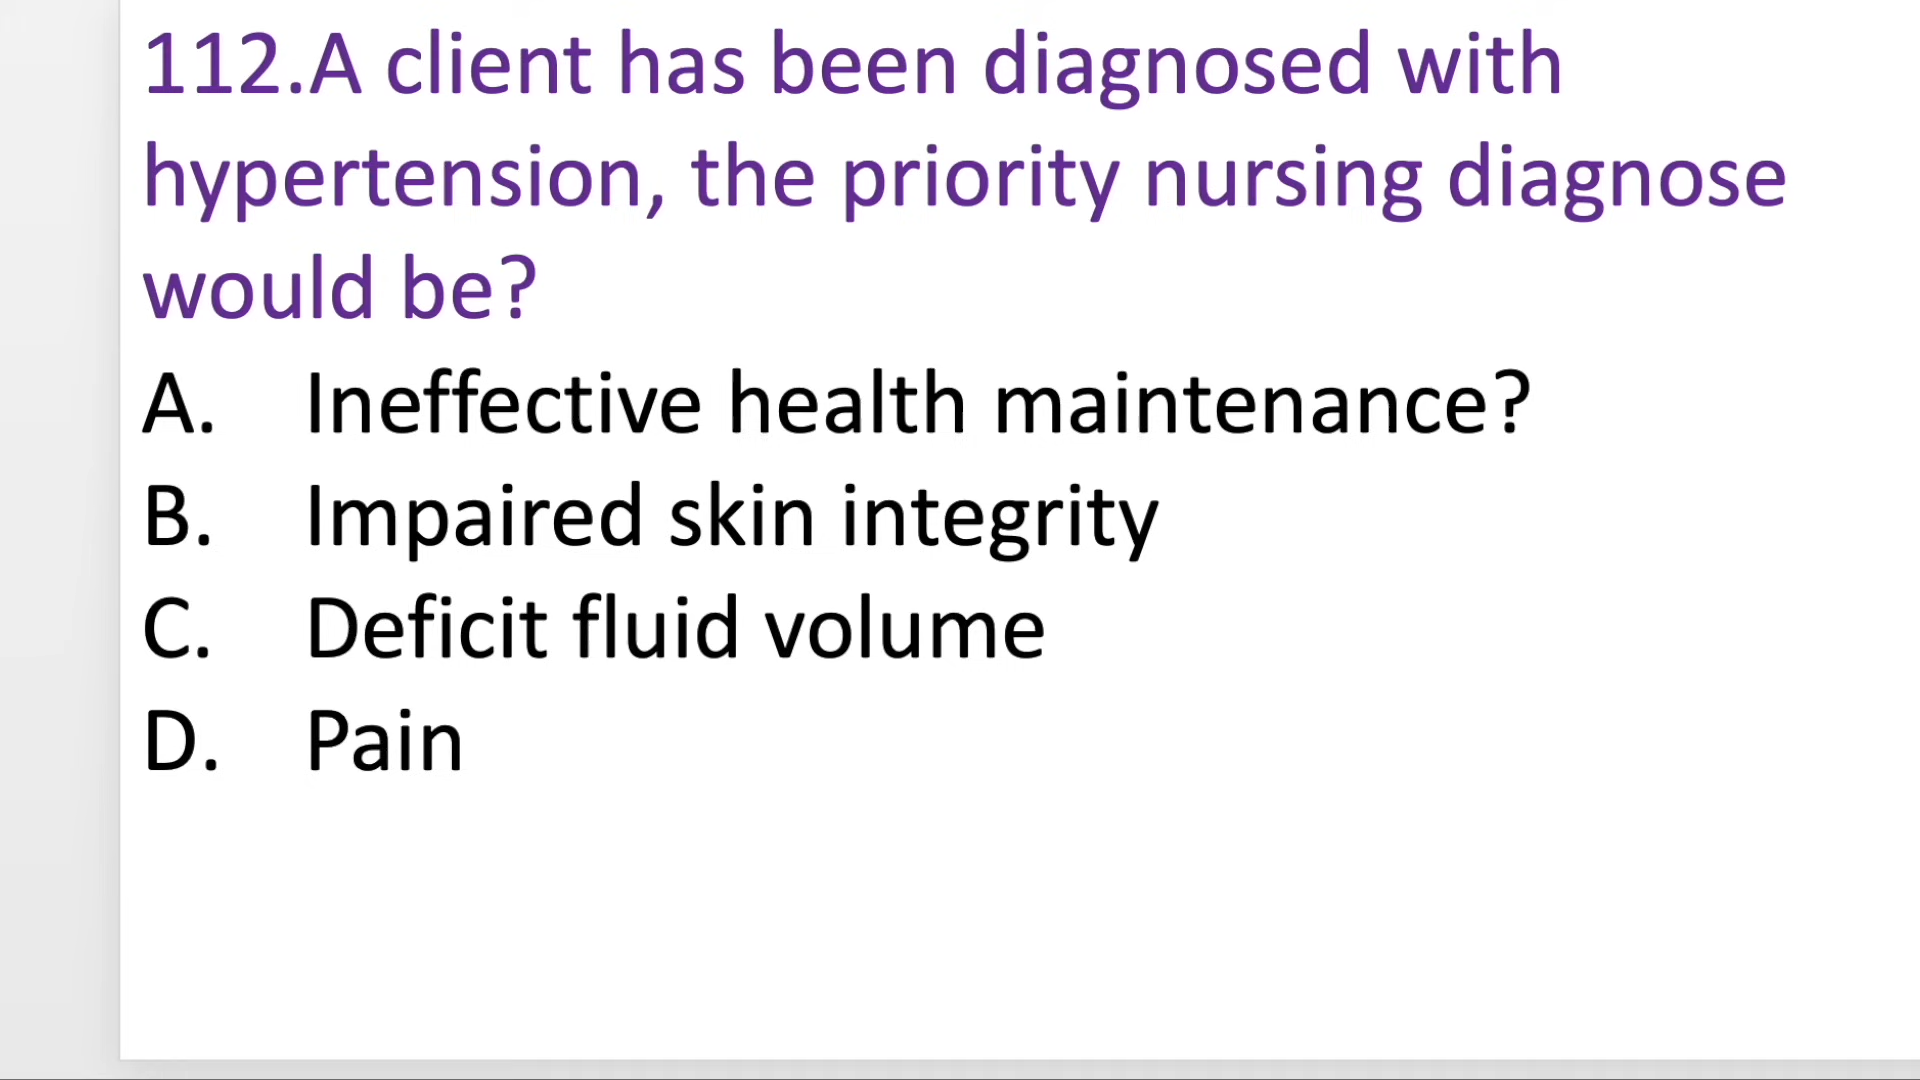 112.A client has been diagnosed with
hypertension, the priority nursing diagnose
would be?
A. Ineffective health maintenance?
B. Impaired skin integrity
C. Deficit fluid volume
D. Pain